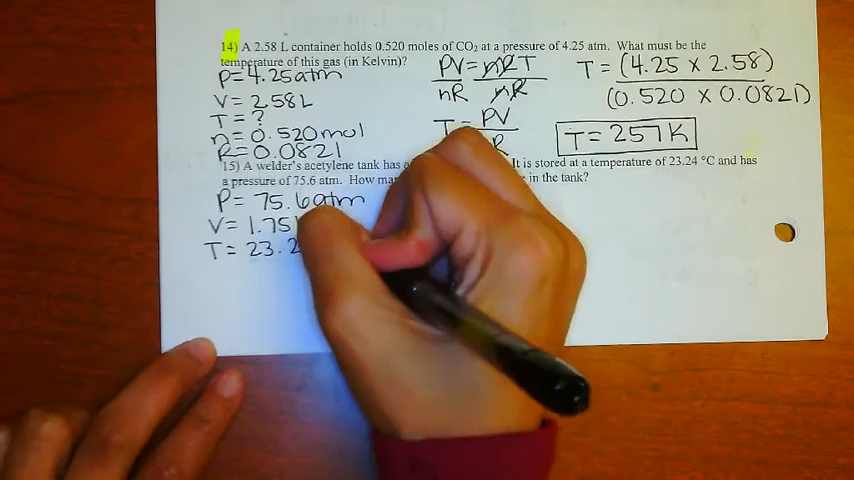 14) A 2.58 L container holds 0.520 moles of CO₂ at a pressure of 4.25 atm. What must be the
temperature of this gas (in Kelvin)?
P = 4.25atm
V = 2.58L
T = ?
n = 0.520mol
R = 0.0821
PV = nRT
nR nR
T = PV
R
T = (4.25 x 2.58)
(0.520 x 0.0821)
T = 257K
15) A welder's acetylene tank has a It is stored at a temperature of 23.24 °C and has
a pressure of 75.6 atm. How in the tank?
P = 75.6atm
V = 1.75
T = 23.2